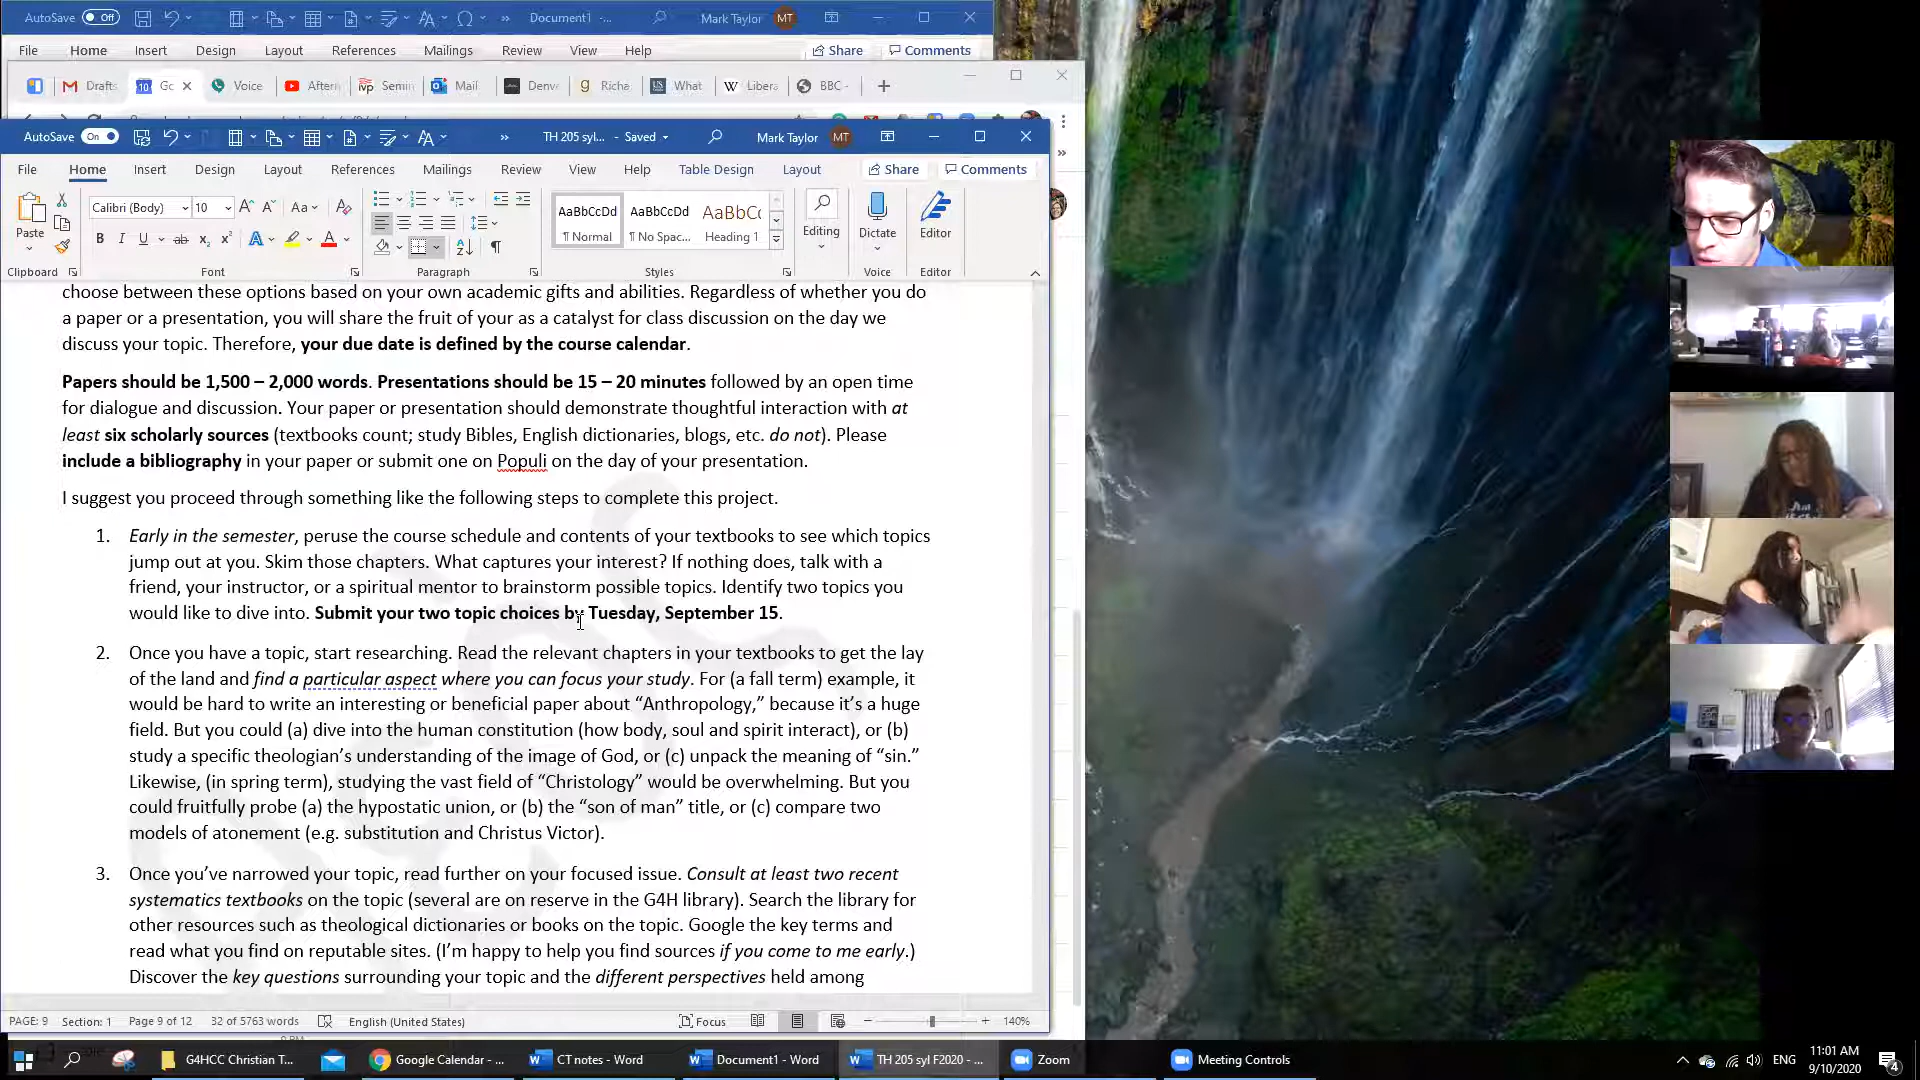 AutoSave Off Document1 -... Mark Taylor MT
File Home Insert Design Layout References Mailings Review View Help Share Comments
Drafts Gc Voice Aftern Semin Mail Denv Richa What Libera BBC -
AutoSave On TH 205 syl... - Saved Mark Taylor MT
File Home Insert Design Layout References Mailings Review View Help Table Design Layout Share Comments
Paste Calibri (Body) 10 AaBbCcDd AaBbCcDd AaBbCc Editing Dictate Editor
¶ Normal ¶ No Spac... Heading 1
Clipboard Font Paragraph Styles Voice Editor
choose between these options based on your own academic gifts and abilities. Regardless of whether you do
a paper or a presentation, you will share the fruit of your as a catalyst for class discussion on the day we
discuss your topic. Therefore, your due date is defined by the course calendar.
Papers should be 1,500 – 2,000 words. Presentations should be 15 – 20 minutes followed by an open time
for dialogue and discussion. Your paper or presentation should demonstrate thoughtful interaction with at
least six scholarly sources (textbooks count; study Bibles, English dictionaries, blogs, etc. do not). Please
include a bibliography in your paper or submit one on Populi on the day of your presentation.
I suggest you proceed through something like the following steps to complete this project.
1. Early in the semester, peruse the course schedule and contents of your textbooks to see which topics
jump out at you. Skim those chapters. What captures your interest? If nothing does, talk with a
friend, your instructor, or a spiritual mentor to brainstorm possible topics. Identify two topics you
would like to dive into. Submit your two topic choices by Tuesday, September 15.
2. Once you have a topic, start researching. Read the relevant chapters in your textbooks to get the lay
of the land and find a particular aspect where you can focus your study. For (a fall term) example, it
would be hard to write an interesting or beneficial paper about “Anthropology,” because it’s a huge
field. But you could (a) dive into the human constitution (how body, soul and spirit interact), or (b)
study a specific theologian’s understanding of the image of God, or (c) unpack the meaning of “sin.”
Likewise, (in spring term), studying the vast field of “Christology” would be overwhelming. But you
could fruitfully probe (a) the hypostatic union, or (b) the “son of man” title, or (c) compare two
models of atonement (e.g. substitution and Christus Victor).
3. Once you’ve narrowed your topic, read further on your focused issue. Consult at least two recent
systematics textbooks on the topic (several are on reserve in the G4H library). Search the library for
other resources such as theological dictionaries or books on the topic. Google the key terms and
read what you find on reputable sites. (I’m happy to help you find sources if you come to me early.)
Discover the key questions surrounding your topic and the different perspectives held among
PAGE: 9 Section: 1 Page 9 of 12 32 of 5763 words English (United States) Focus 140%
G4HCC Christian T... Google Calendar - ... CT notes - Word Document1 - Word TH 205 syl F2020 - ... Zoom Meeting Controls ENG 11:01 AM
9/10/2020 4